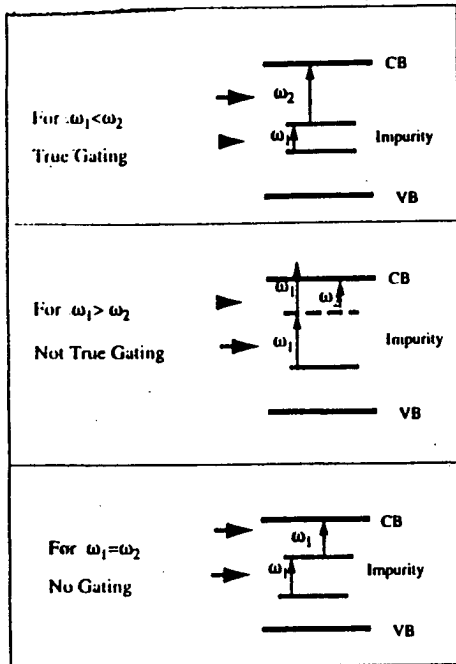 CB
ω₂
For ω₁<ω₂
ω₁
Impurity
True Gating
VB
CB
ω₁
ω₂
For ω₁> ω₂
ω₁
Impurity
Not True Gating
VB
CB
For ω₁=ω₂
ω₁
ω₁
Impurity
No Gating
VB